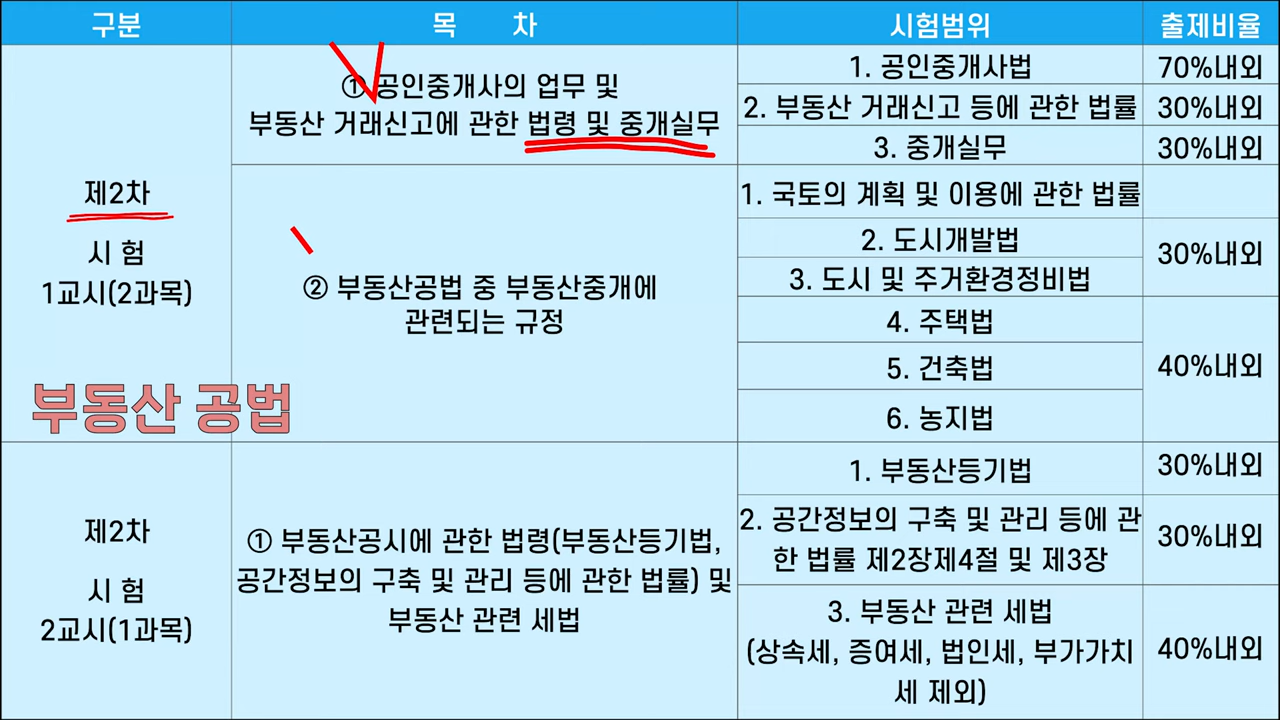 구분
목 차
시험범위
출제비율
제2차
시 험
1교시(2과목)
① 공인중개사의 업무 및
부동산 거래신고에 관한 법령 및 중개실무
1. 공인중개사법
70%내외
2. 부동산 거래신고 등에 관한 법률
30%내외
3. 중개실무
30%내외
② 부동산공법 중 부동산중개에
관련되는 규정
1. 국토의 계획 및 이용에 관한 법률
2. 도시개발법
30%내외
3. 도시 및 주거환경정비법
4. 주택법
5. 건축법
40%내외
6. 농지법
부동산 공법
제2차
시 험
2교시(1과목)
① 부동산공시에 관한 법령(부동산등기법,
공간정보의 구축 및 관리 등에 관한 법률) 및
부동산 관련 세법
1. 부동산등기법
30%내외
2. 공간정보의 구축 및 관리 등에 관
한 법률 제2장제4절 및 제3장
30%내외
3. 부동산 관련 세법
(상속세, 증여세, 법인세, 부가가치
세 제외)
40%내외